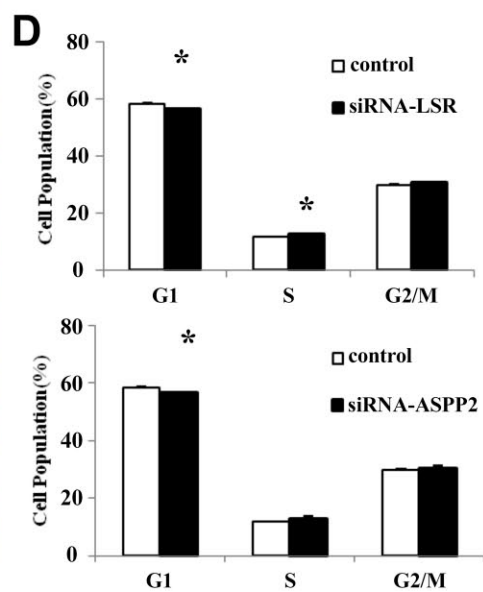 D
80
60
40
20
0
Cell Population(%)
*
*
control
siRNA-LSR
G1 S G2/M
80
60
40
20
0
Cell Population(%)
*
control
siRNA-ASPP2
G1 S G2/M